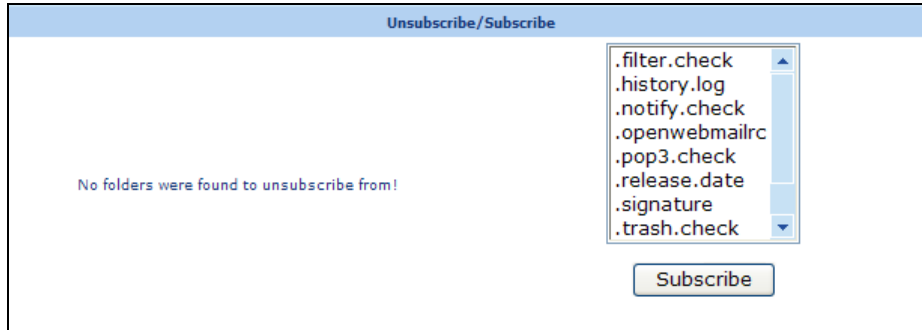 Unsubscribe/Subscribe
No folders were found to unsubscribe from!
.filter.check
.history.log
.notify.check
.openwebmailrc
.pop3.check
.release.date
.signature
.trash.check
Subscribe